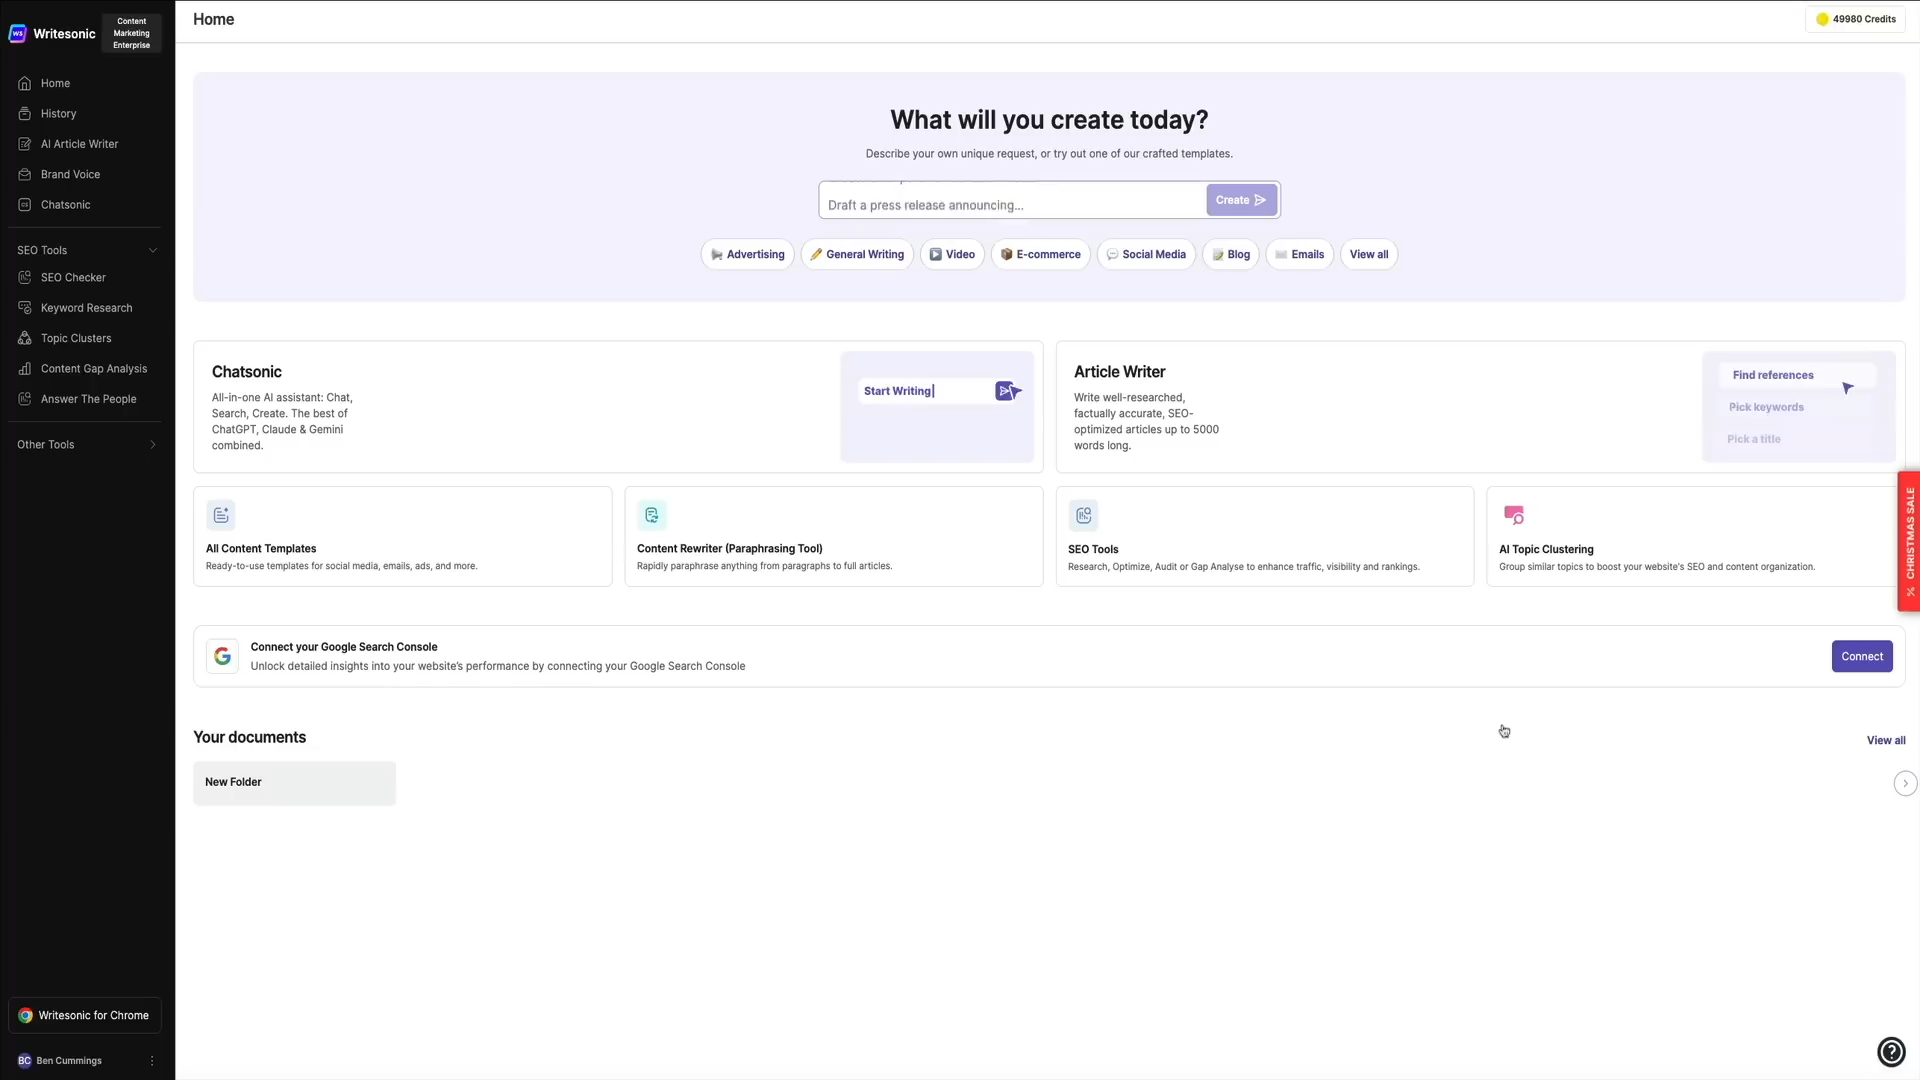 Writesonic
Content
Marketing
Enterprise
Home
History
AI Article Writer
Brand Voice
Chatsonic
SEO Tools
SEO Checker
Keyword Research
Topic Clusters
Content Gap Analysis
Answer The People
Other Tools
Writesonic for Chrome
BC Ben Cummings
Home
49980 Credits
What will you create today?
Describe your own unique request, or try out one of our crafted templates.
Draft a press release announcing...
Create
Advertising
General Writing
Video
E-commerce
Social Media
Blog
Emails
View all
Chatsonic
All-in-one AI assistant: Chat,
Search, Create. The best of
ChatGPT, Claude & Gemini
combined.
Start Writing
Article Writer
Write well-researched,
factually accurate, SEO-
optimized articles up to 5000
words long.
Find references
Pick keywords
Pick a title
All Content Templates
Ready-to-use templates for social media, emails, ads, and more.
Content Rewriter (Paraphrasing Tool)
Rapidly paraphrase anything from paragraphs to full articles.
SEO Tools
Research, Optimize, Audit or Gap Analyse to enhance traffic, visibility and rankings.
AI Topic Clustering
Group similar topics to boost your website's SEO and content organization.
% CHRISTMAS SALE
Connect your Google Search Console
Unlock detailed insights into your website's performance by connecting your Google Search Console
Connect
Your documents
View all
New Folder